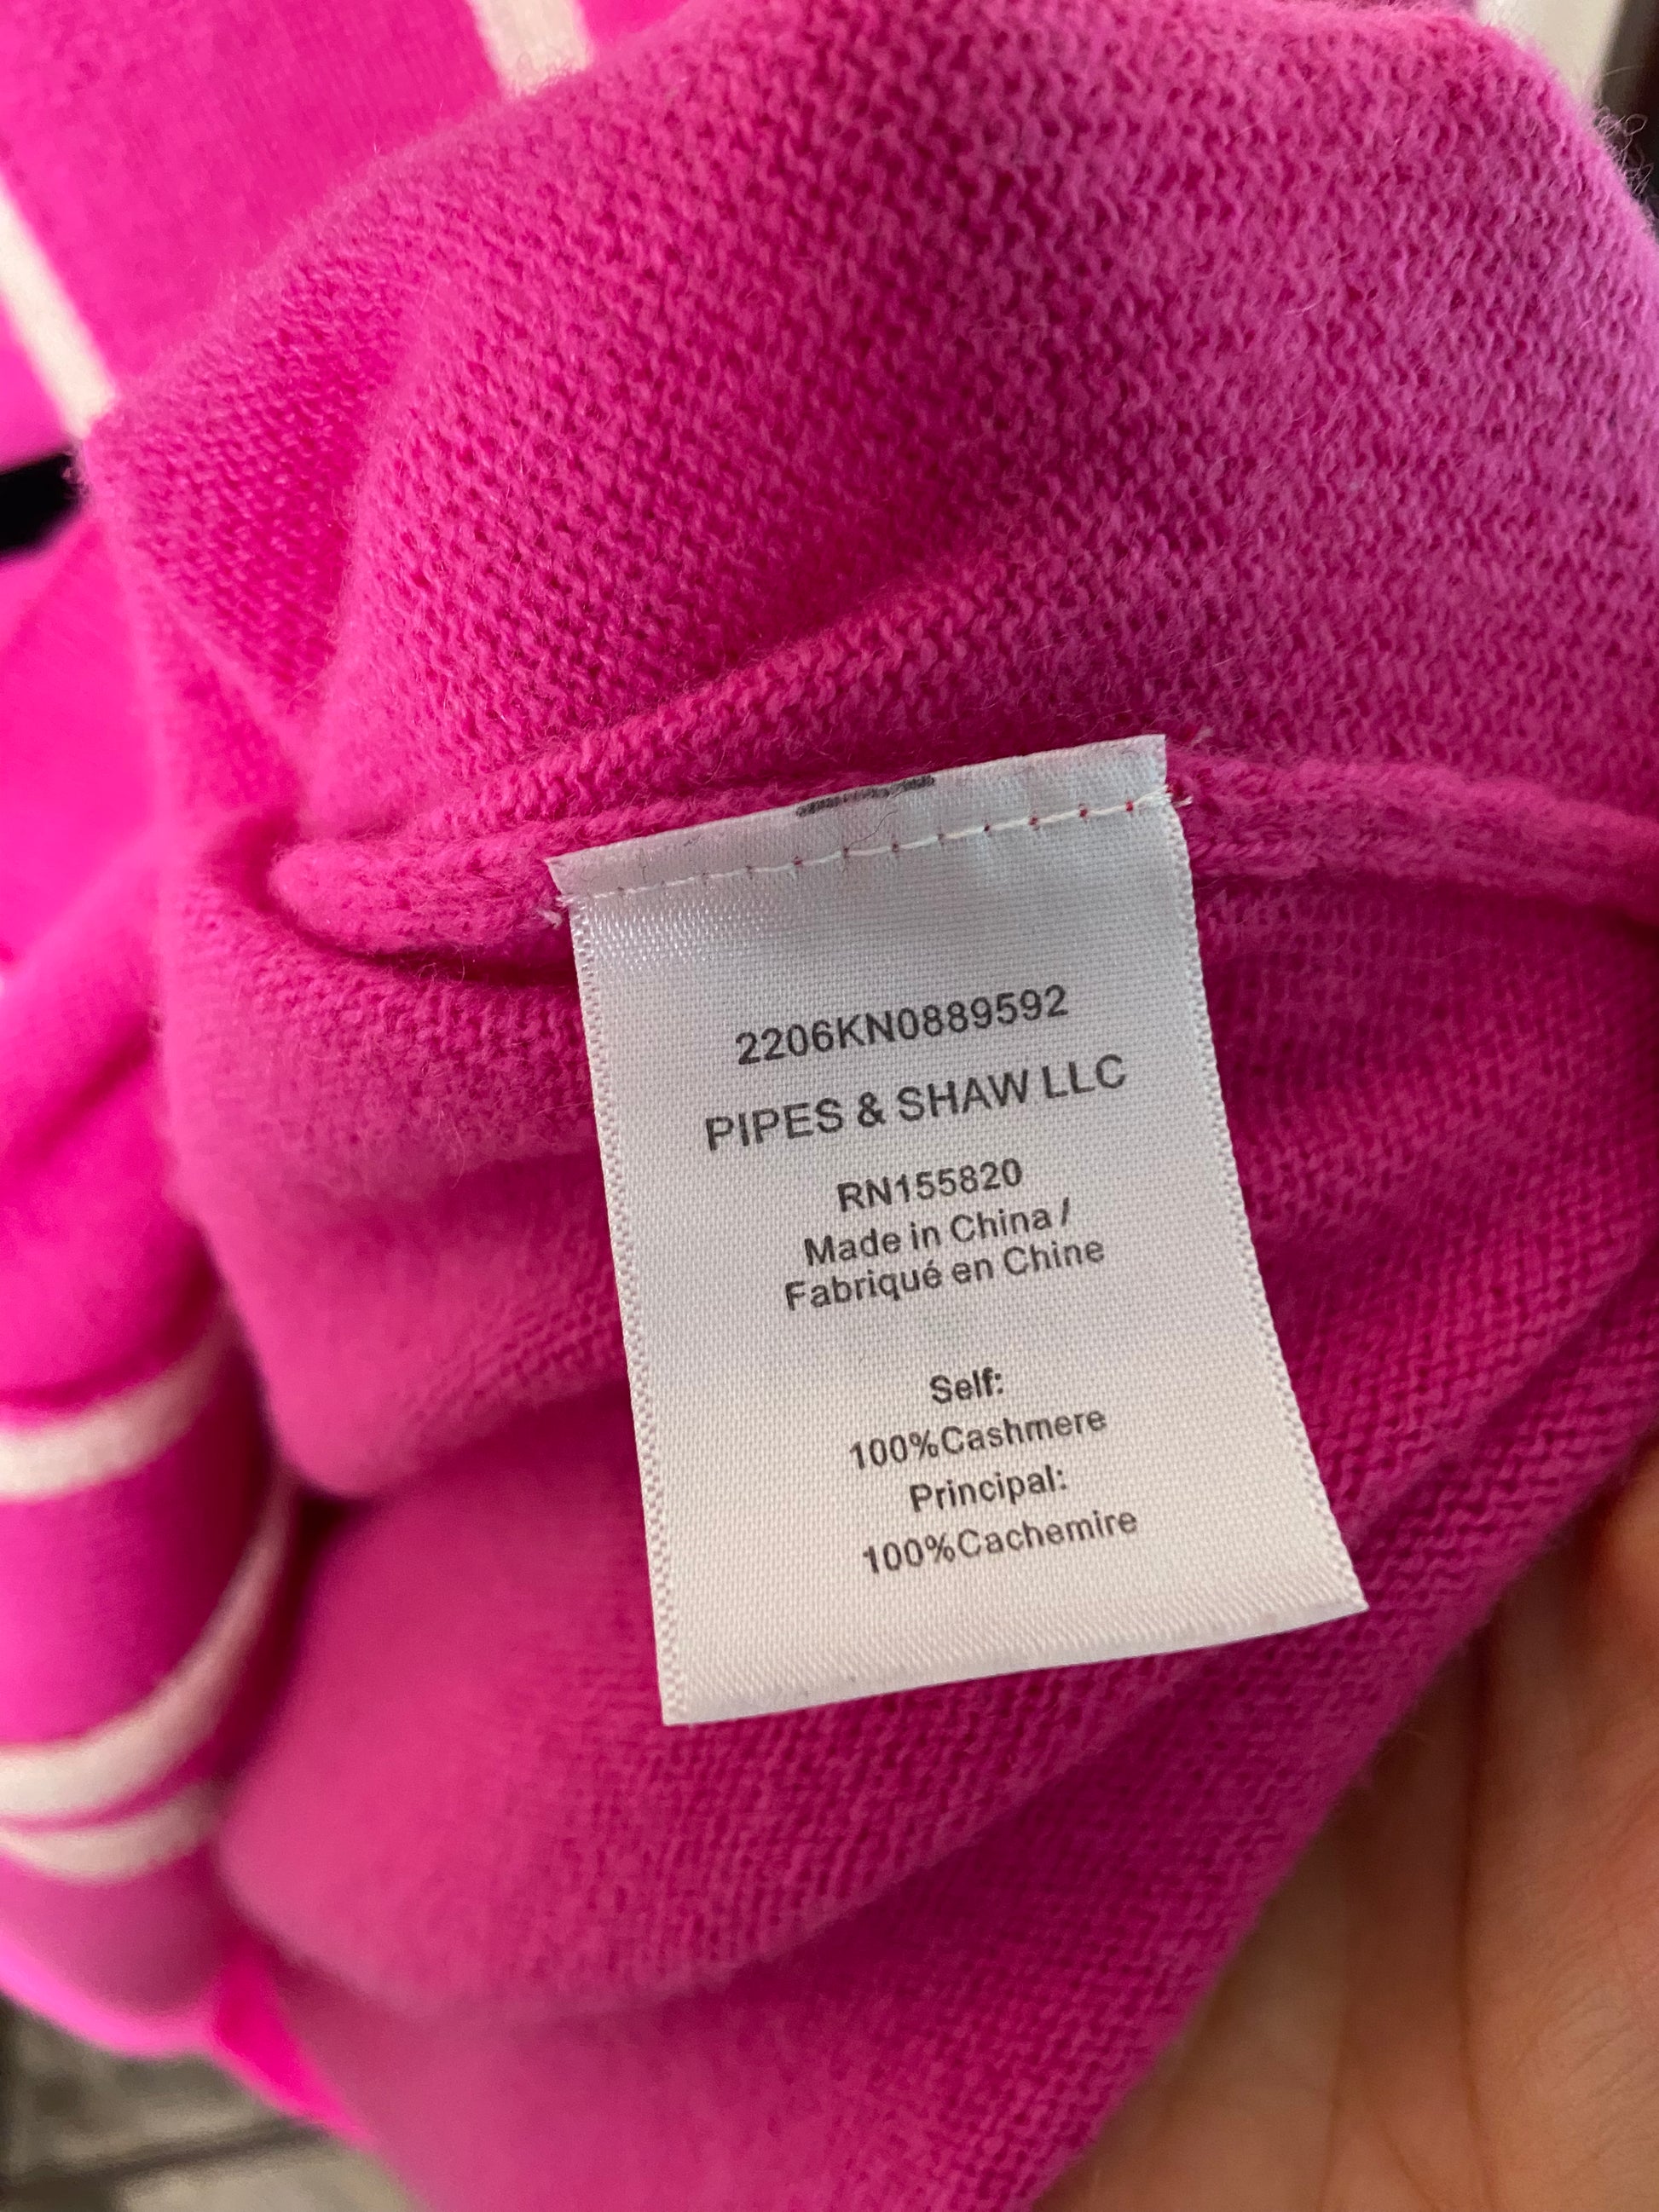 2206KN0889592
PIPES & SHAW LLC
RN155820
Made in China /
Fabriqué en Chine
Self:
100%Cashmere
Principal:
100%Cachemire